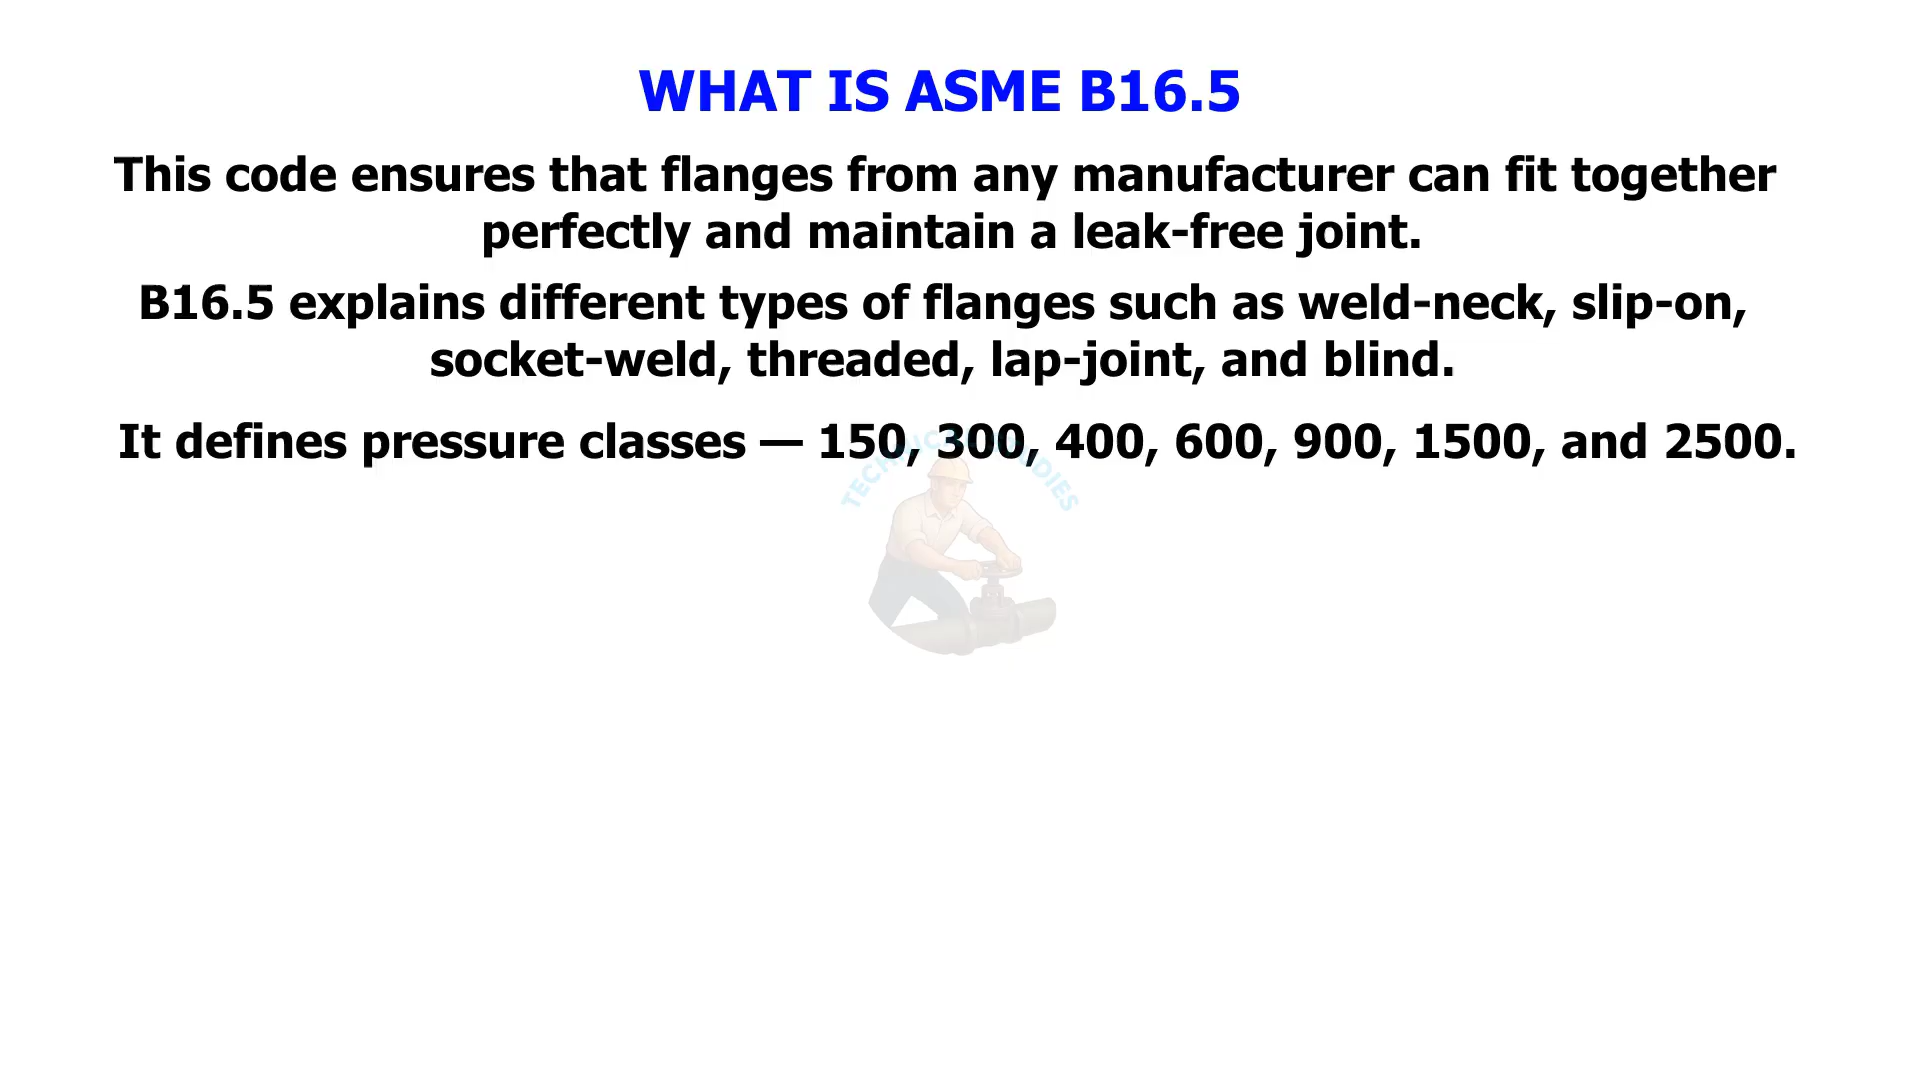 WHAT IS ASME B16.5
This code ensures that flanges from any manufacturer can fit together
perfectly and maintain a leak-free joint.
B16.5 explains different types of flanges such as weld-neck, slip-on,
socket-weld, threaded, lap-joint, and blind.
It defines pressure classes — 150, 300, 400, 600, 900, 1500, and 2500.
TECHNICAL STUDIES